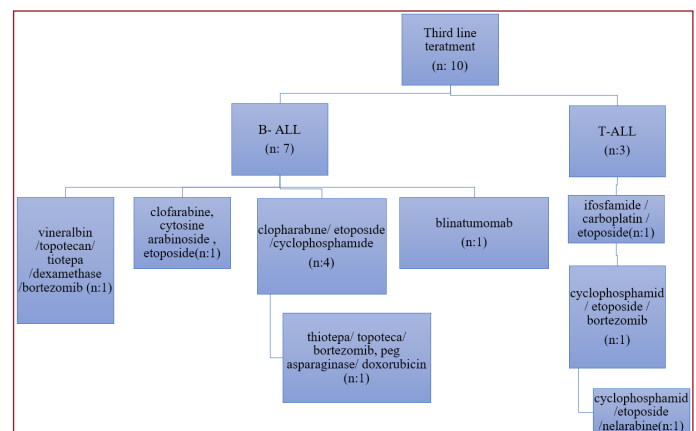 Third line
teratment
(n: 10)
B- ALL
(n: 7)
T-ALL
(n:3)
vineralbin
/topotecan/
tiotepa
/dexamethase
/bortezomib (n:1)
clofarabine,
cytosine
arabinoside ,
etoposide(n:1)
clopharabine/ etoposide
/cyclophosphamide
(n:4)
blinatumomab
(n:1)
ifosfamide /
carboplatin /
etoposide(n:1)
thiotepa/ topoteca/
bortezomib, peg
asparaginase/ doxorubicin
(n:1)
cyclophosphamid
/ etoposide /
bortezomib
(n:1)
cyclophosphamid
/etoposide
/nelarabine(n:1)